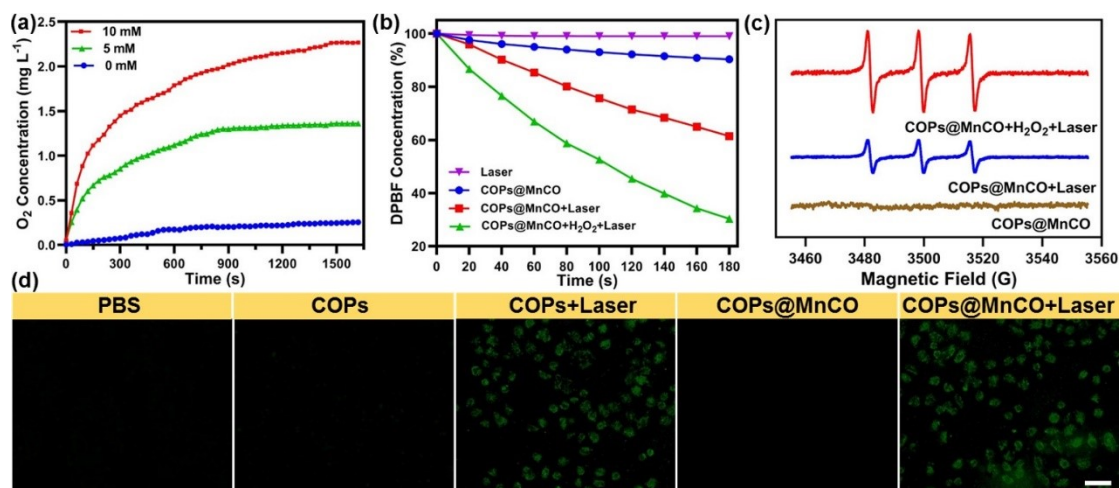 (a)
O₂ Concentration (mg L⁻¹)
2.5
2.0
1.5
1.0
0.5
0.0
10 mM
5 mM
0 mM
0 300 600 900 1200 1500
Time (s)
(b)
DPBF Concentration (%)
100
80
60
40
20
Laser
COPs@MnCO
COPs@MnCO+Laser
COPs@MnCO+H₂O₂+Laser
0 20 40 60 80 100 120 140 160 180
Time (s)
(c)
COPs@MnCO+H₂O₂+Laser
COPs@MnCO+Laser
COPs@MnCO
3460 3480 3500 3520 3540 3560
Magnetic Field (G)
(d)
PBS COPs COPs+Laser COPs@MnCO COPs@MnCO+Laser